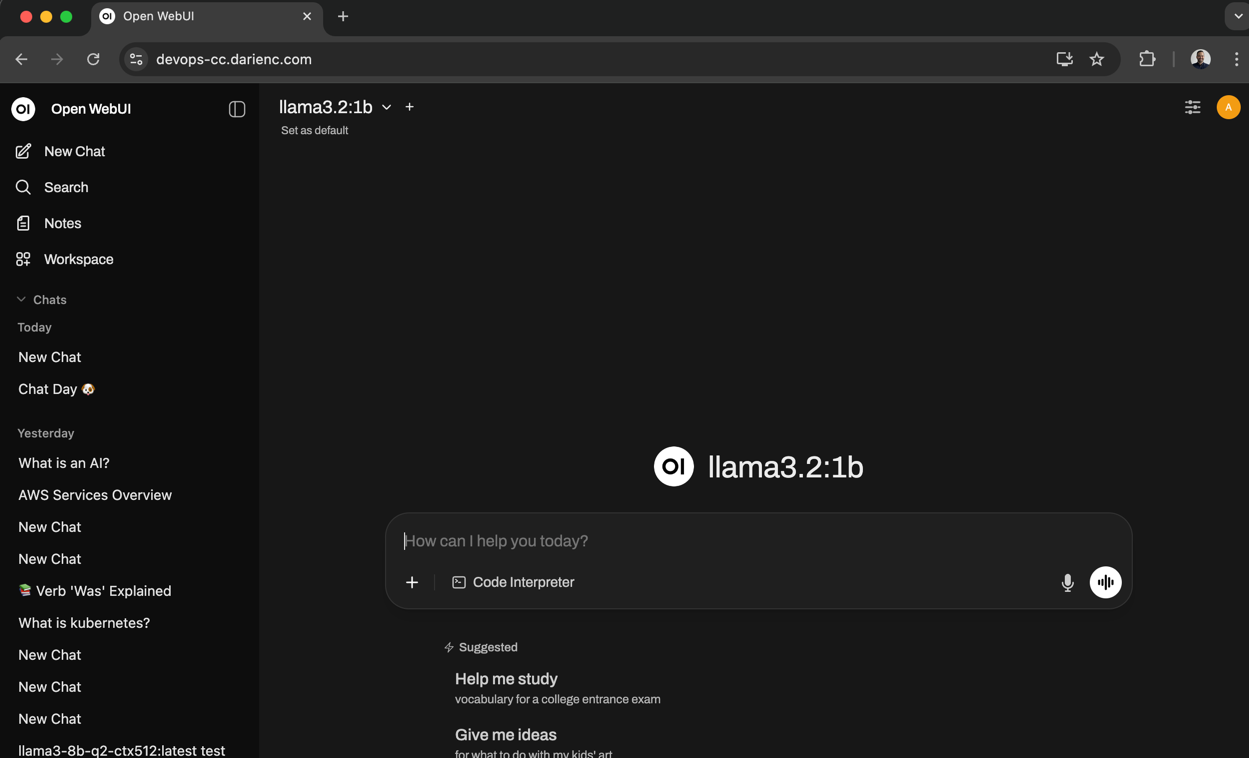 OI Open WebUI
devops-cc.darienc.com
OI Open WebUI
New Chat
Search
Notes
Workspace
Chats
Today
New Chat
Chat Day 🐶
Yesterday
What is an AI?
AWS Services Overview
New Chat
New Chat
📚 Verb 'Was' Explained
What is kubernetes?
New Chat
New Chat
New Chat
llama3-8b-q2-ctx512:latest test
llama3.2:1b
Set as default
A
OI llama3.2:1b
How can I help you today?
Code Interpreter
Suggested
Help me study
vocabulary for a college entrance exam
Give me ideas
for what to do with my kids' art